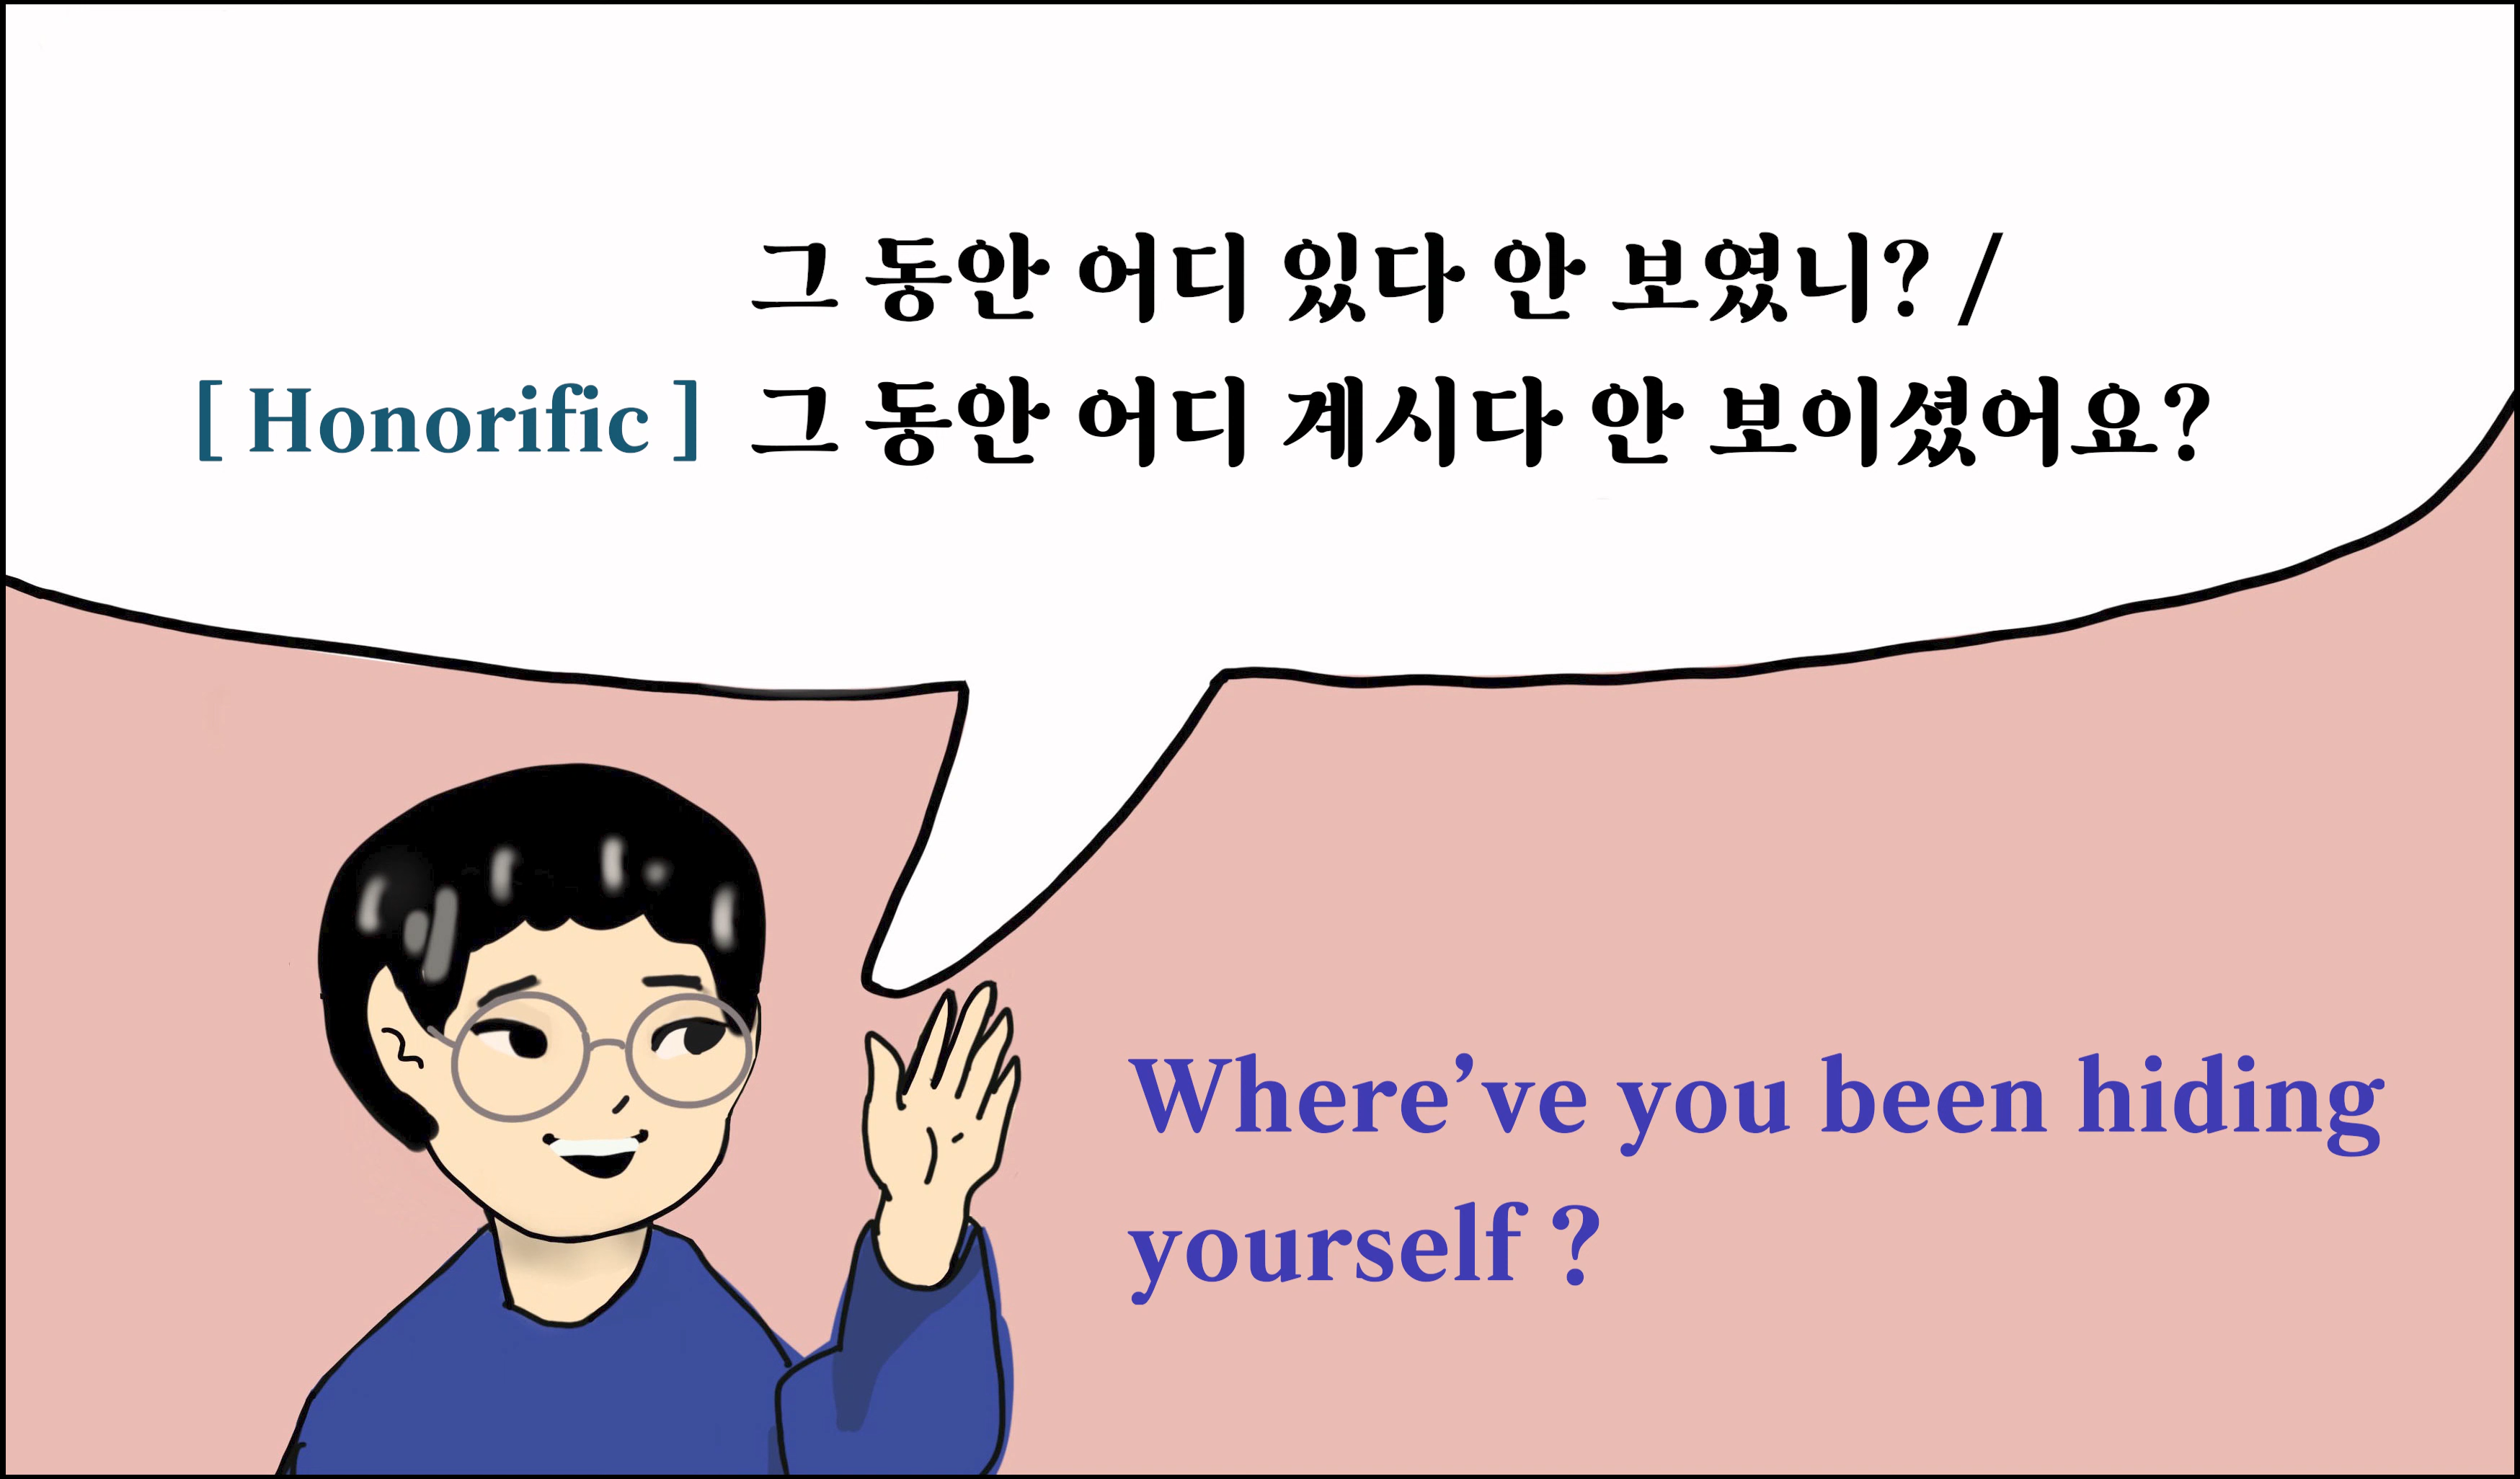 그 동안 어디 있다 안 보였니? /
[ Honorific ] 그 동안 어디 계시다 안 보이셨어요?
Where’ve you been hiding
yourself ?